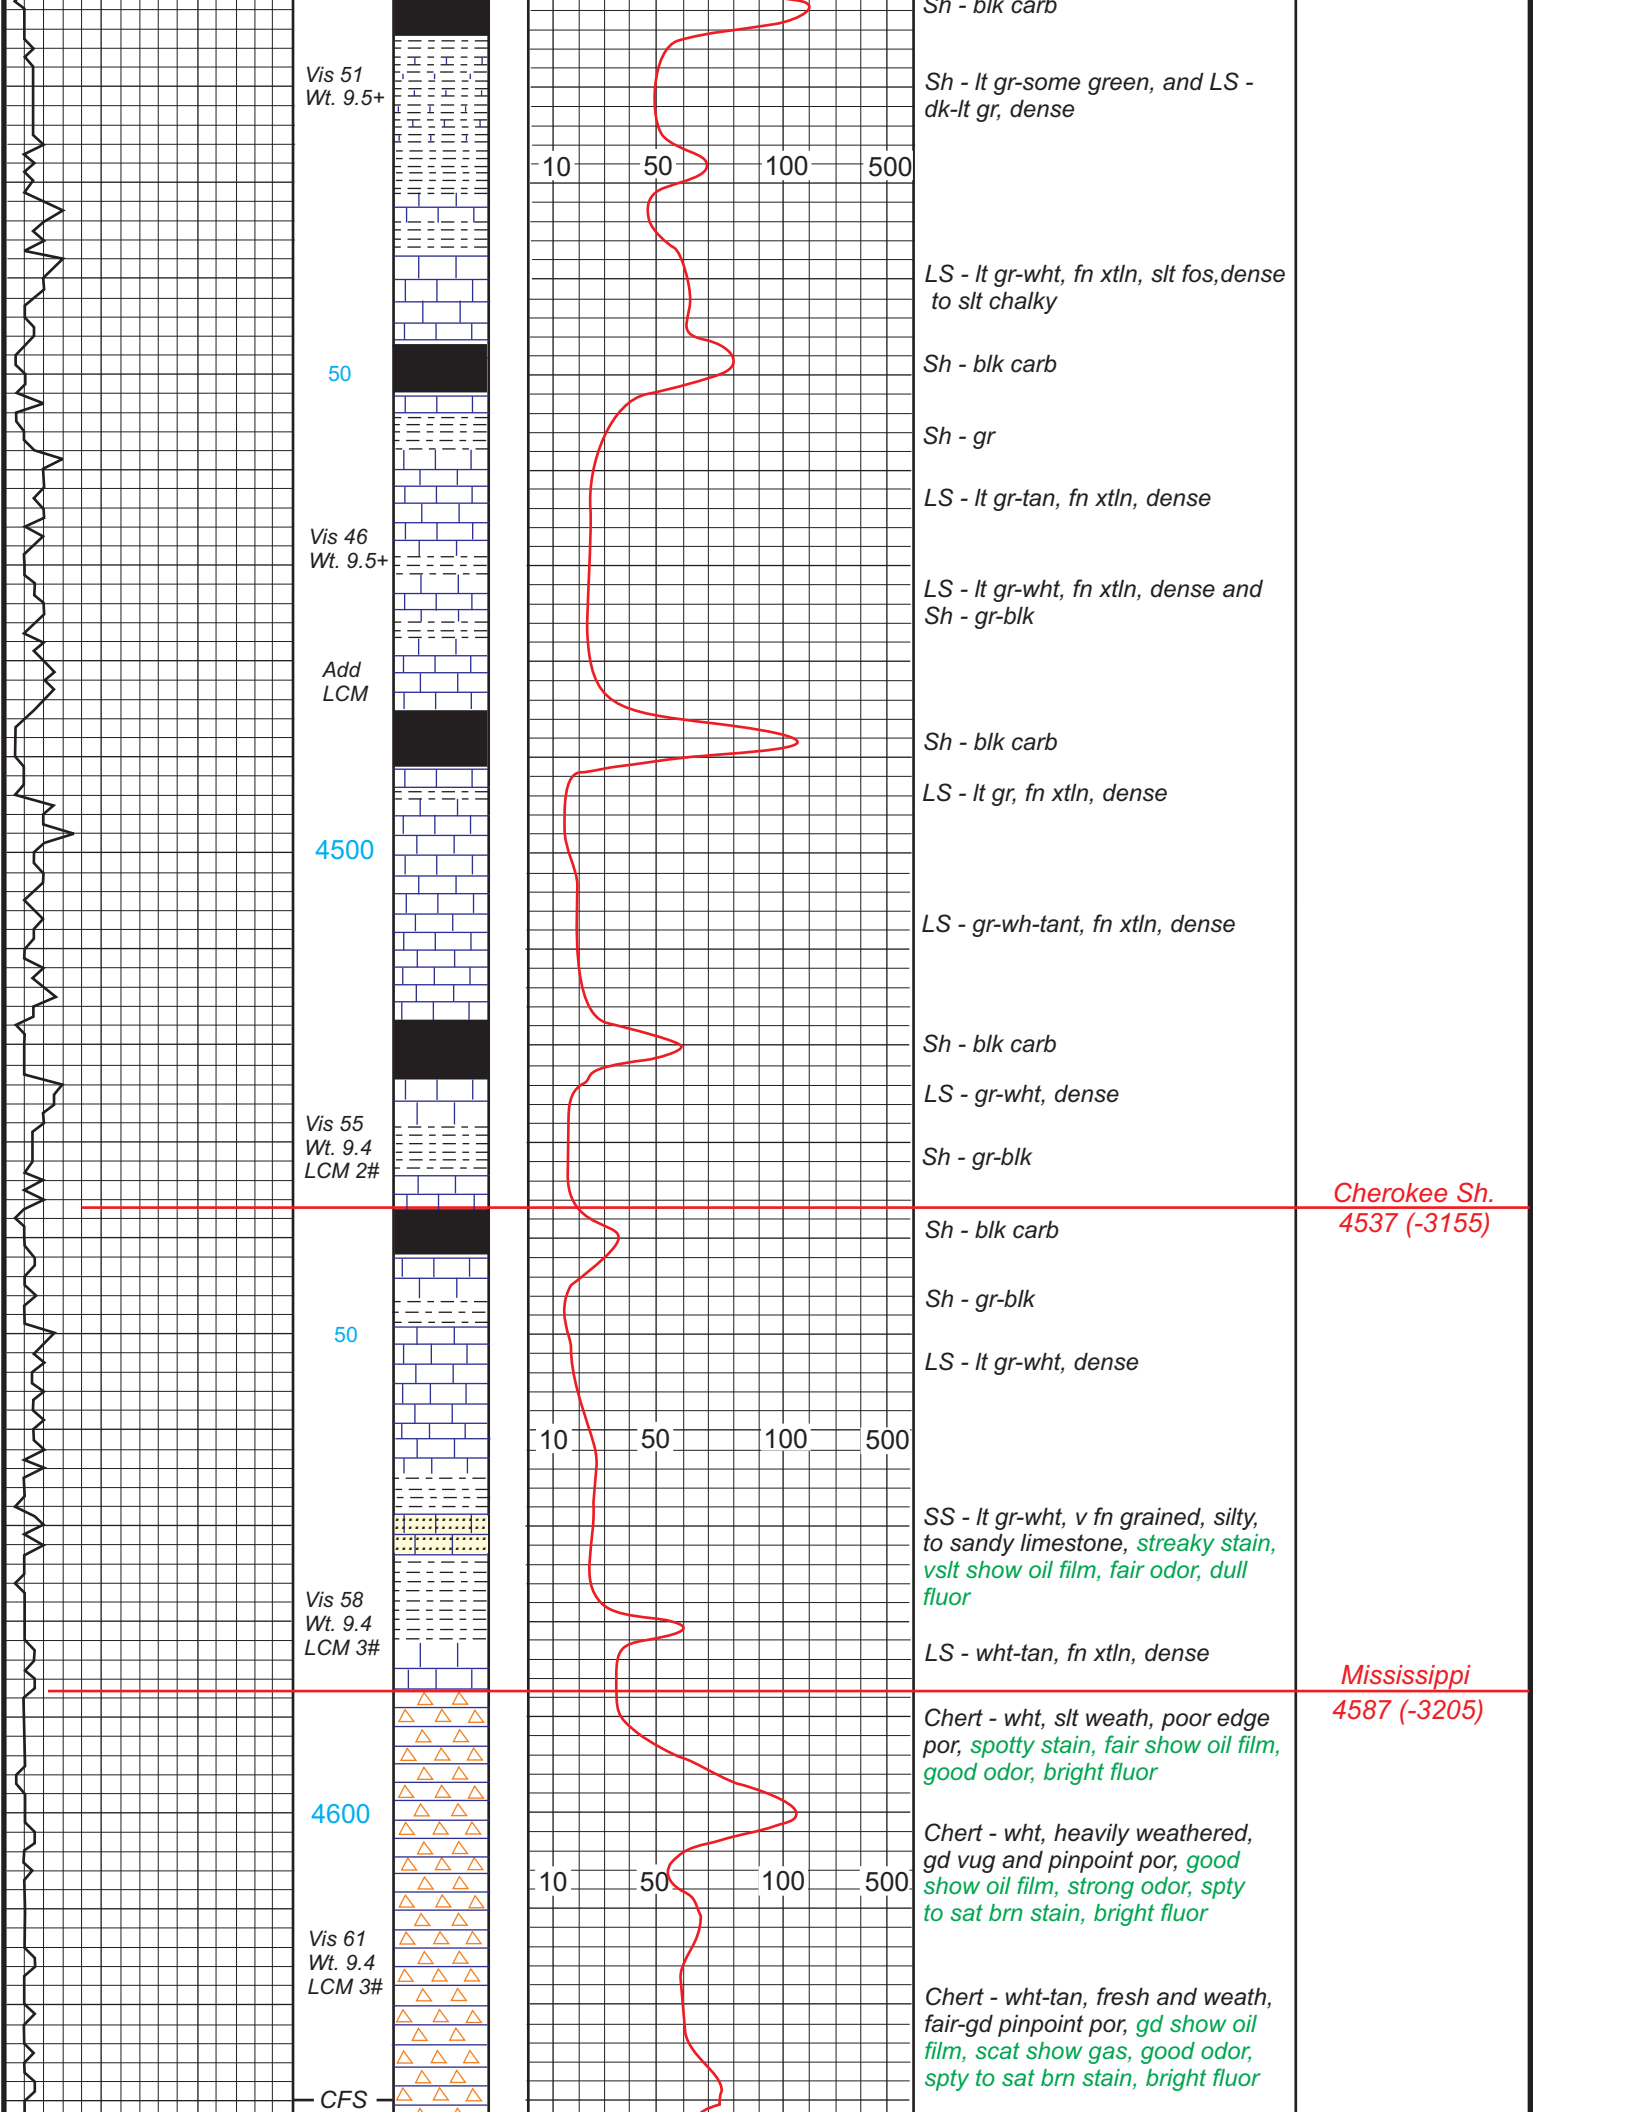 Sh - blk carb
Vis 51
Wt. 9.5+
Sh - lt gr-some green, and LS -
dk-lt gr, dense
10 50 100 500
LS - lt gr-wht, fn xtln, slt fos,dense
to slt chalky
50
Sh - blk carb
Sh - gr
LS - lt gr-tan, fn xtln, dense
Vis 46
Wt. 9.5+
LS - lt gr-wht, fn xtln, dense and
Sh - gr-blk
Add
LCM
Sh - blk carb
LS - lt gr, fn xtln, dense
4500
LS - gr-wh-tant, fn xtln, dense
Sh - blk carb
LS - gr-wht, dense
Vis 55
Wt. 9.4
LCM 2#
Sh - gr-blk
Cherokee Sh.
4537 (-3155)
Sh - blk carb
Sh - gr-blk
50
LS - lt gr-wht, dense
10 50 100 500
SS - lt gr-wht, v fn grained, silty,
to sandy limestone, streaky stain,
vslt show oil film, fair odor, dull
fluor
Vis 58
Wt. 9.4
LCM 3#
LS - wht-tan, fn xtln, dense
Mississippi
4587 (-3205)
Chert - wht, slt weath, poor edge
por, spotty stain, fair show oil film,
good odor, bright fluor
4600
Chert - wht, heavily weathered,
gd vug and pinpoint por, good
show oil film, strong odor, spty
to sat brn stain, bright fluor
10 50 100 500
Vis 61
Wt. 9.4
LCM 3#
Chert - wht-tan, fresh and weath,
fair-gd pinpoint por, gd show oil
film, scat show gas, good odor,
spty to sat brn stain, bright fluor
CFS